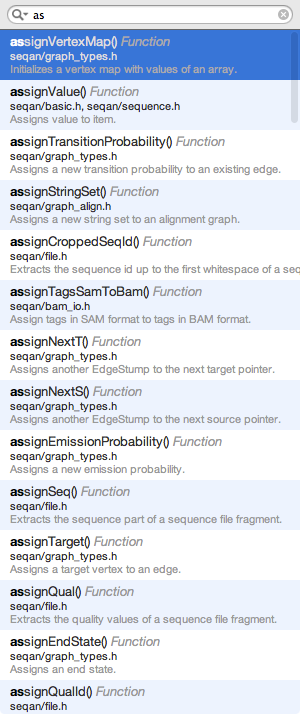 as
assignVertexMap() Function
seqan/graph_types.h
Initializes a vertex map with values of an array.
assignValue() Function
seqan/basic.h, seqan/sequence.h
Assigns value to item.
assignTransitionProbability() Function
seqan/graph_types.h
Assigns a new transition probability to an existing edge.
assignStringSet() Function
seqan/graph_align.h
Assigns a new string set to an alignment graph.
assignCroppedSeqId() Function
seqan/file.h
Extracts the sequence id up to the first whitespace of a seq
assignTagsSamToBam() Function
seqan/bam_io.h
Assign tags in SAM format to tags in BAM format.
assignNextT() Function
seqan/graph_types.h
Assigns another EdgeStump to the next target pointer.
assignNextS() Function
seqan/graph_types.h
Assigns another EdgeStump to the next source pointer.
assignEmissionProbability() Function
seqan/graph_types.h
Assigns a new emission probability.
assignSeq() Function
seqan/file.h
Extracts the sequence part of a sequence file fragment.
assignTarget() Function
seqan/graph_types.h
Assigns a target vertex to an edge.
assignQual() Function
seqan/file.h
Extracts the quality values of a sequence file fragment.
assignEndState() Function
seqan/graph_types.h
Assigns an end state.
assignQualId() Function
seqan/file.h